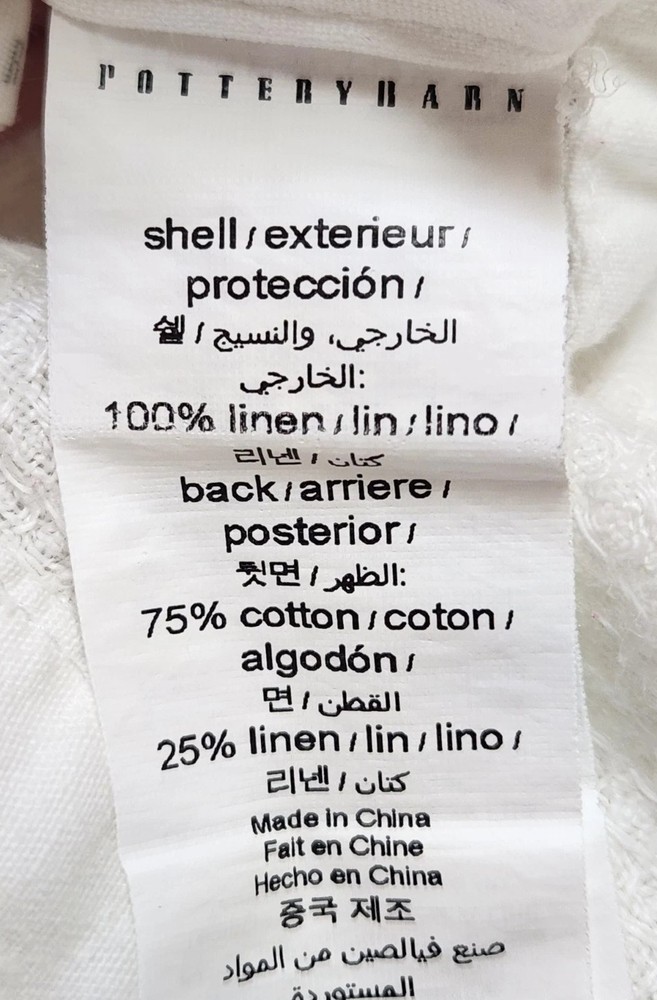 POTTERYBARN
shell / exterieur /
protección /
쉘 / الخارجي، والنسيج
الخارجي:
100% linen / lin / lino /
리넨 / كتان
back / arriere /
posterior /
뒷면 / الظهر:
75% cotton / coton /
algodón /
면 / القطن
25% linen / lin / lino /
리넨 / كتان
Made in China
Fait en Chine
Hecho en China
중국 제조
صنع فيالصين من المواد
المستوردة